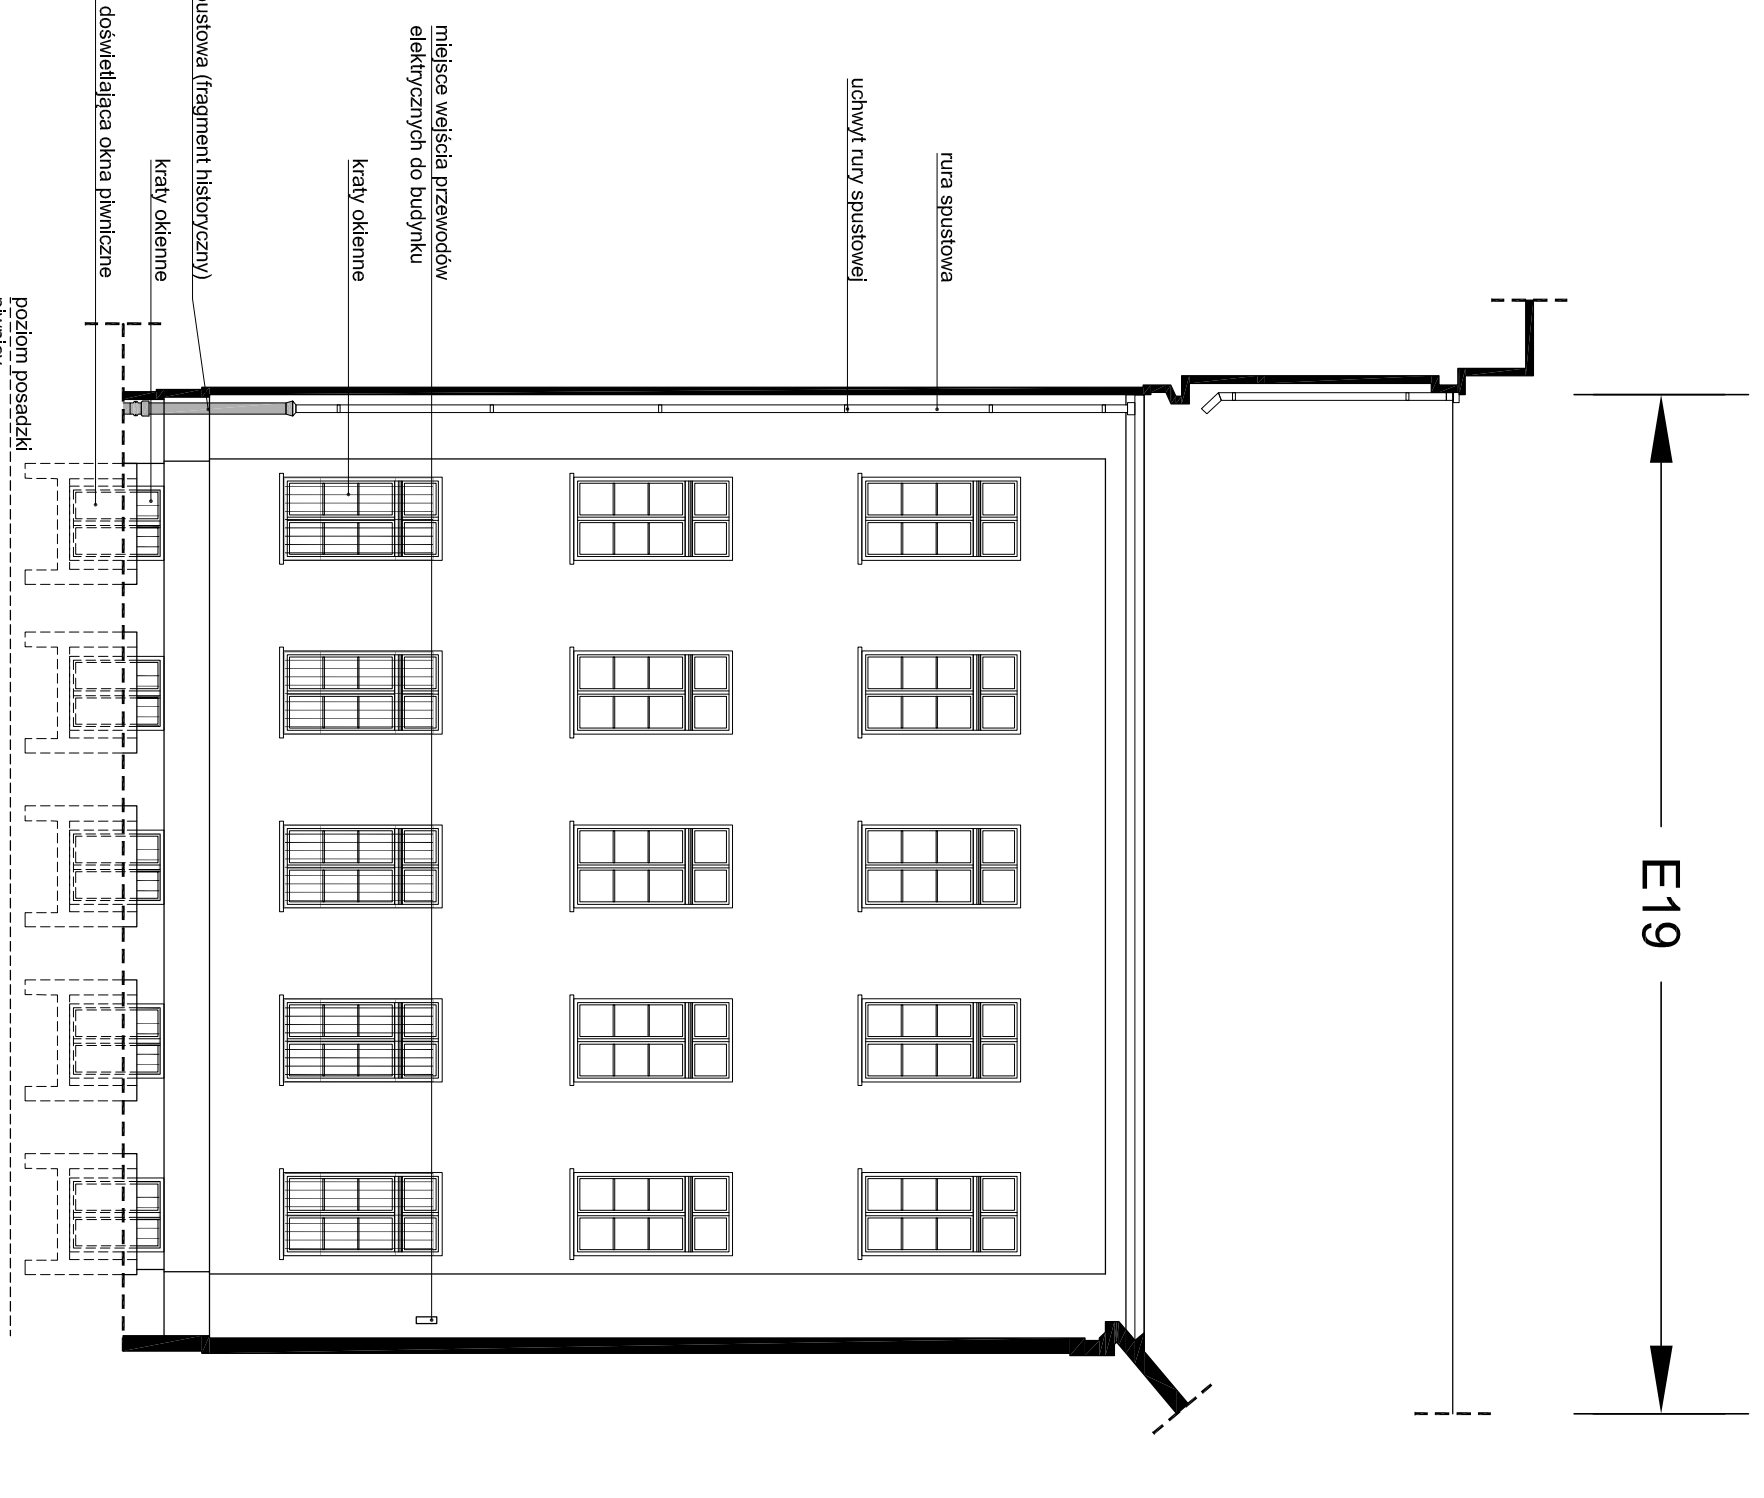 E19
rura spustowa
uchwyt rury spustowej
miejsce wejścia przewodów
elektrycznych do budynku
kraty okienne
ustowa (fragment historyczny)
kraty okienne
doświetlająca okna piwniczne
poziom posadzki